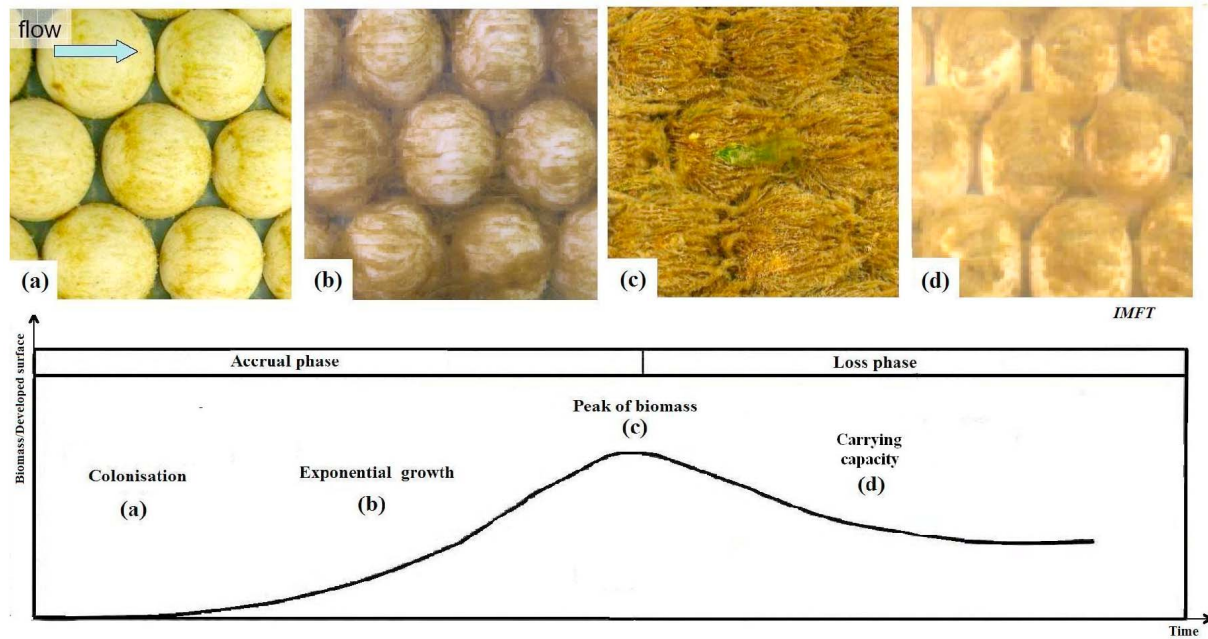 flow
(a)
(b)
(c)
(d)
IMFT
Biomass/Developed surface
Accrual phase
Loss phase
Peak of biomass
(c)
Colonisation
(a)
Exponential growth
(b)
Carrying
capacity
(d)
Time